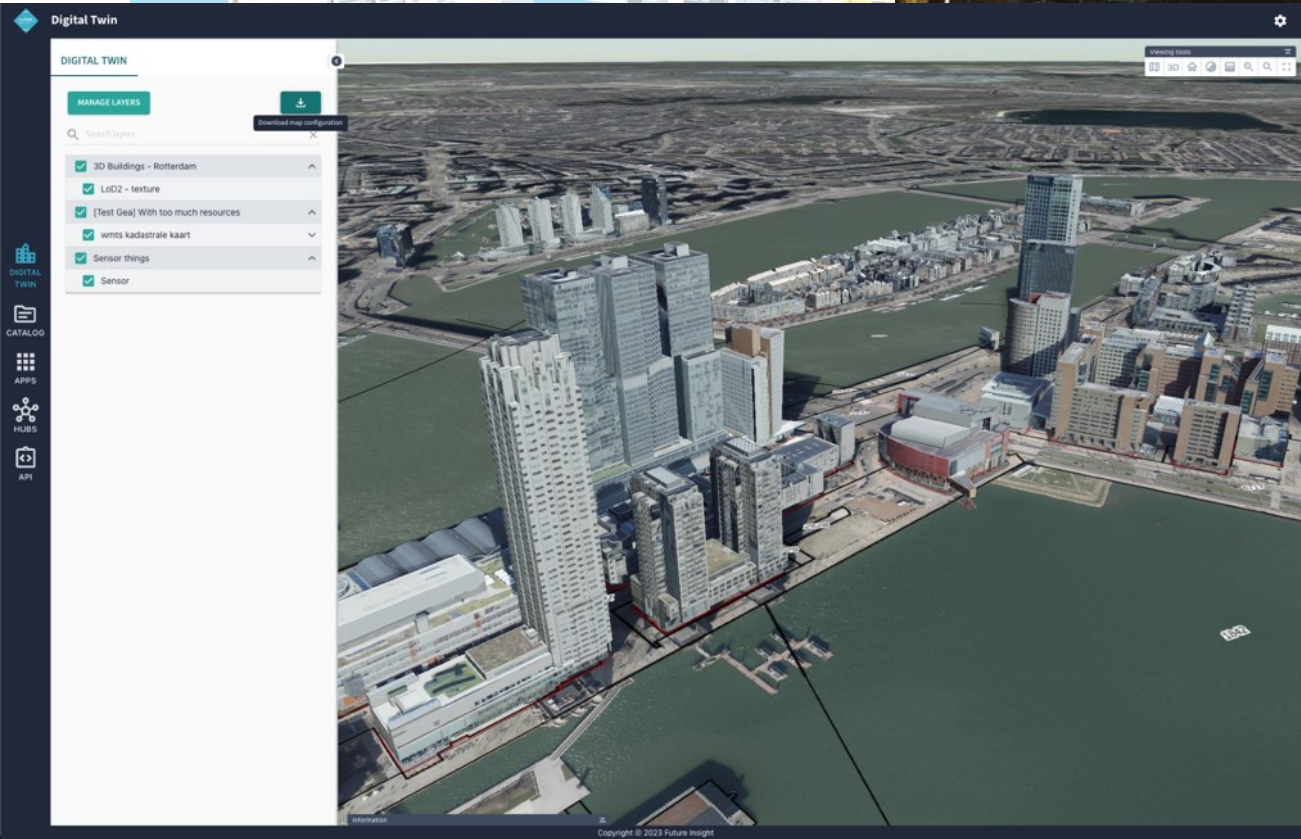 Digital Twin
DIGITAL TWIN
MANAGE LAYERS
Download map configuration
Search layers
3D Buildings - Rotterdam
LoD2 - texture
[Test Gea] With too much resources
wmts kadastrale kaart
Sensor things
Sensor
DIGITAL
TWIN
CATALOG
APPS
HUBS
API
Viewing tools
3D
1842
Information
Copyright © 2023 Future Insight